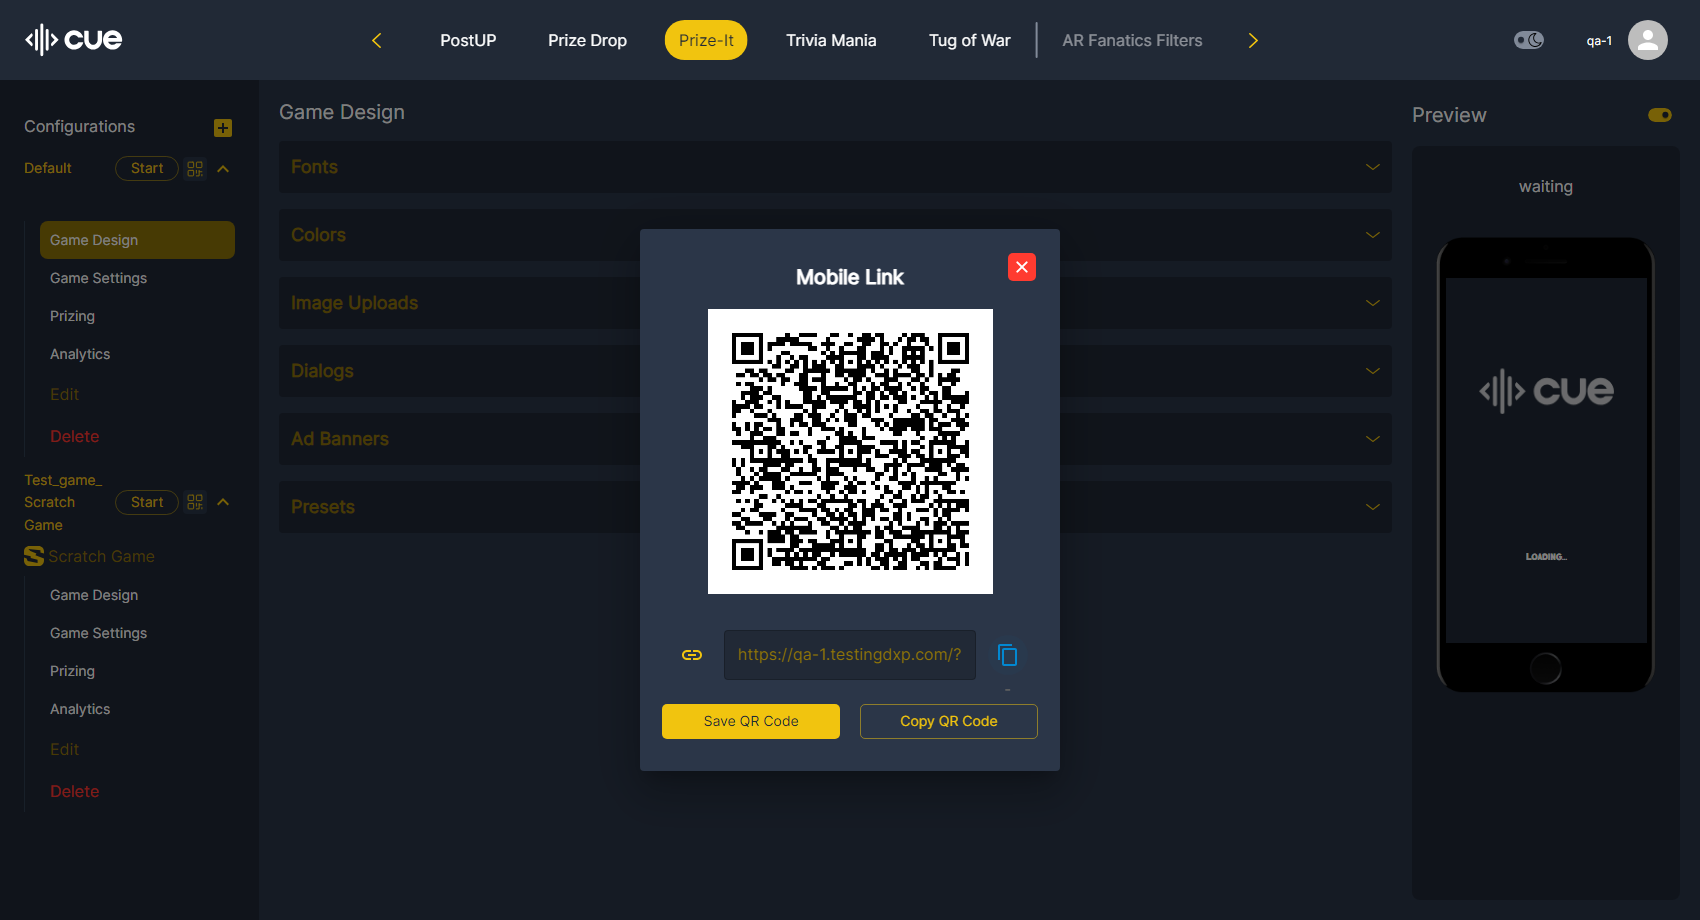 cue
PostUP
Prize Drop
Prize-It
Trivia Mania
Tug of War
AR Fanatics Filters
qa-1
Configurations
Default
Start
Game Design
Game Settings
Prizing
Analytics
Edit
Delete
Test_game_
Scratch
Game
Start
Scratch Game
Game Design
Game Settings
Prizing
Analytics
Edit
Delete
Game Design
Fonts
Colors
Image Uploads
Dialogs
Ad Banners
Presets
Mobile Link
https://qa-1.testingdxp.com/?
-
Save QR Code
Copy QR Code
Preview
waiting
cue
LOADING...